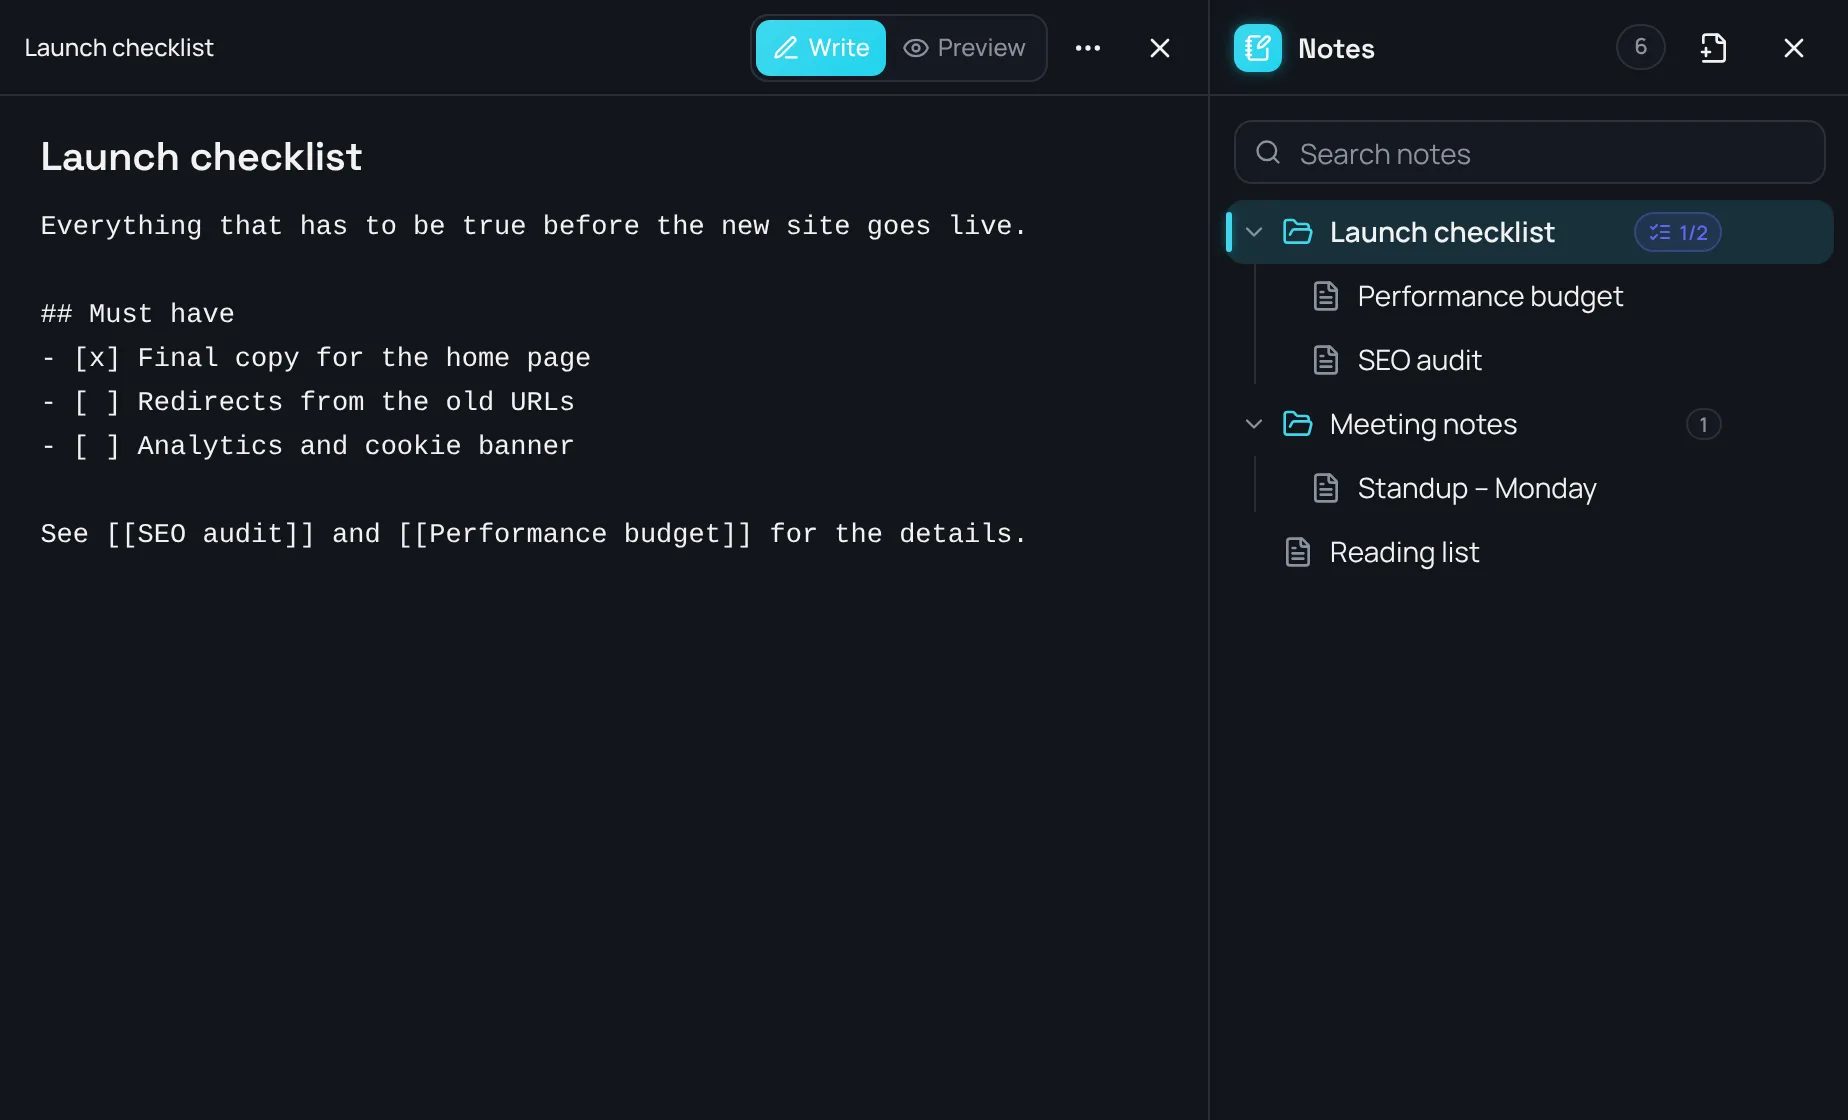 Launch checklist
Write
Preview
Launch checklist
Everything that has to be true before the new site goes live.
## Must have
- [x] Final copy for the home page
- [ ] Redirects from the old URLs
- [ ] Analytics and cookie banner
See [[SEO audit]] and [[Performance budget]] for the details.
Notes
6
Search notes
Launch checklist 1/2
Performance budget
SEO audit
Meeting notes 1
Standup – Monday
Reading list